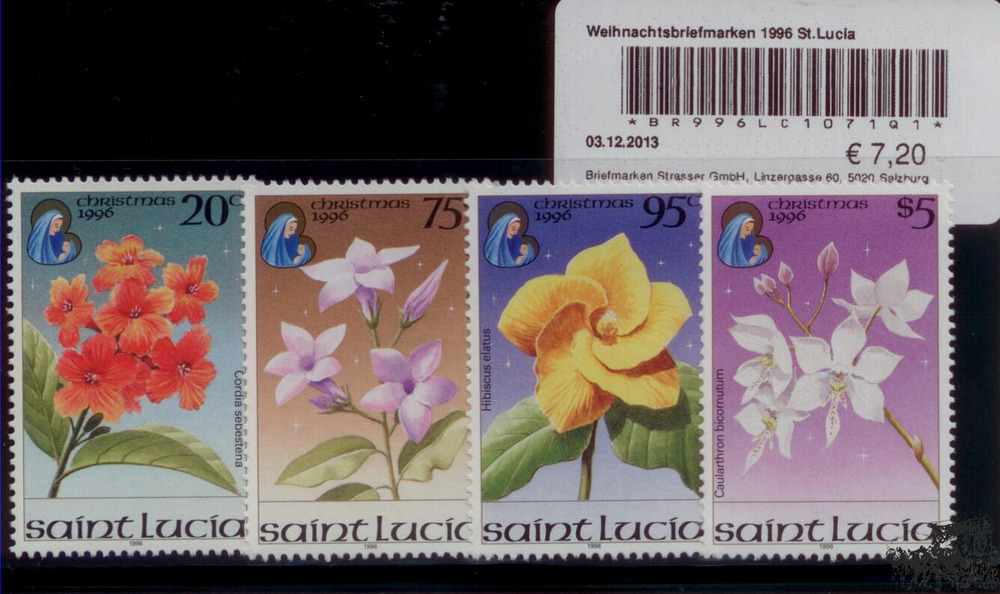 Weihnachtsbriefmarken 1996 St.Lucia
*BR996LC1071Q1*
03.12.2013
€ 7,20
Briefmarken Strasser GmbH, Linzergasse 60, 5020 Salzburg
christmas
1996
20c
Cordia sebestena
saint Lucia
1996
christmas
1996
75
saint Lucia
1996
christmas
1996
95c
Hibiscus elatus
saint Lucia
1996
christmas
1996
$5
Caularthron bicornutum
saint Lucia
1996